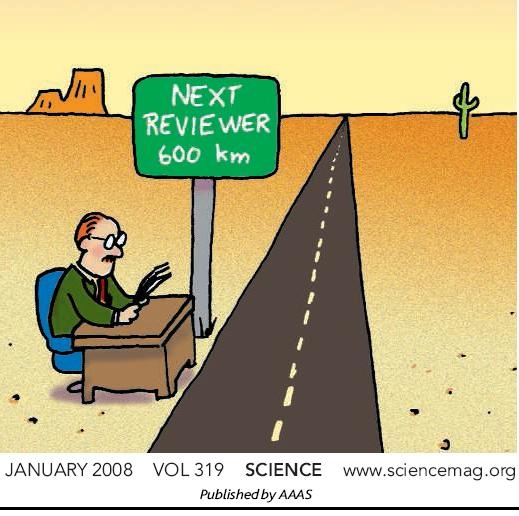 NEXT
REVIEWER
600 km
JANUARY 2008 VOL 319 SCIENCE www.sciencemag.org
Published by AAAS